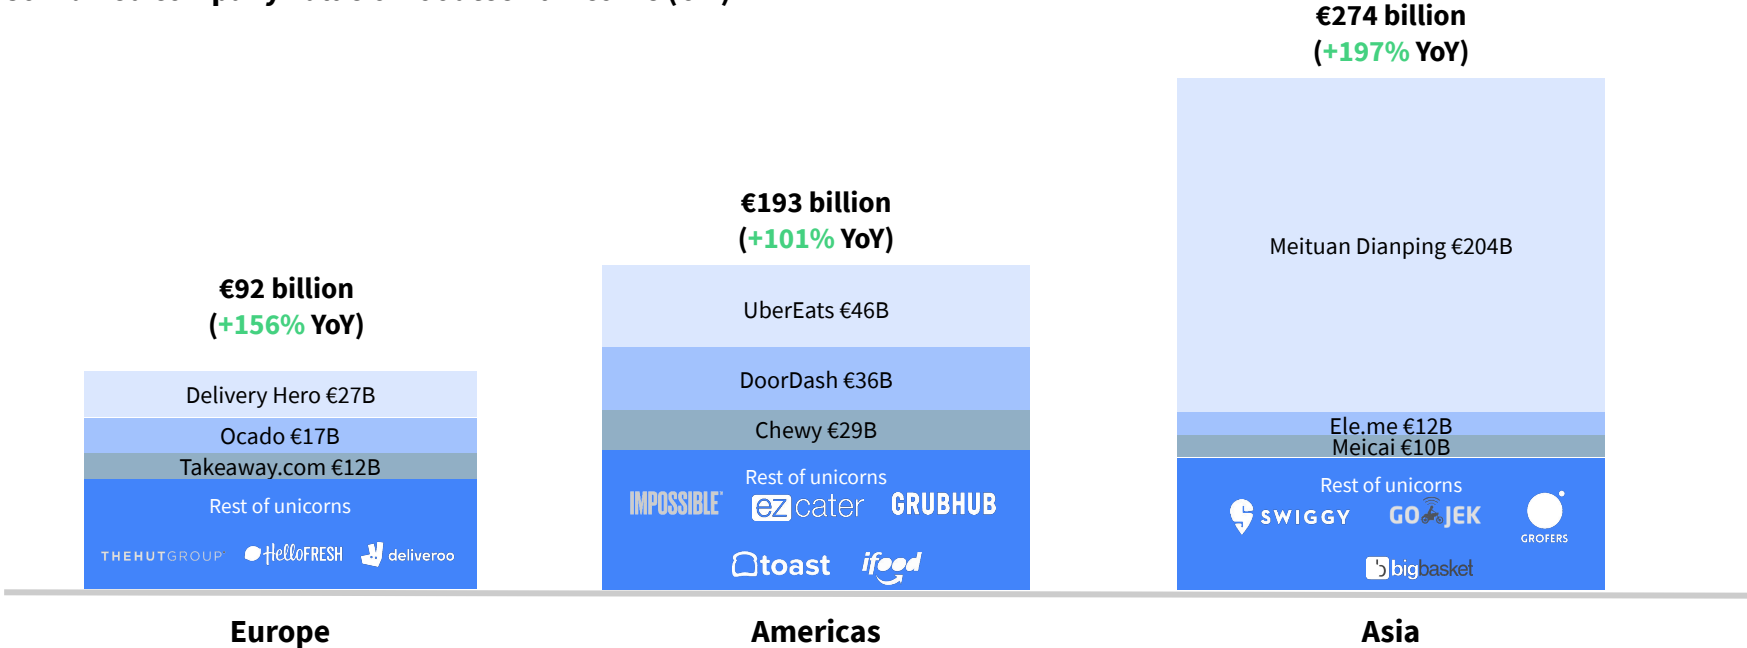 €274 billion
(+197% YoY)
€193 billion
(+101% YoY)
€92 billion
(+156% YoY)
Delivery Hero €27B
Ocado €17B
Takeaway.com €12B
Rest of unicorns
THEHUTGROUP HelloFRESH deliveroo
UberEats €46B
DoorDash €36B
Chewy €29B
Rest of unicorns
IMPOSSIBLE ezcater GRUBHUB
toast ifood
Meituan Dianping €204B
Ele.me €12B
Meicai €10B
Rest of unicorns
SWIGGY GOJEK GROFERS
bigbasket
Europe Americas Asia